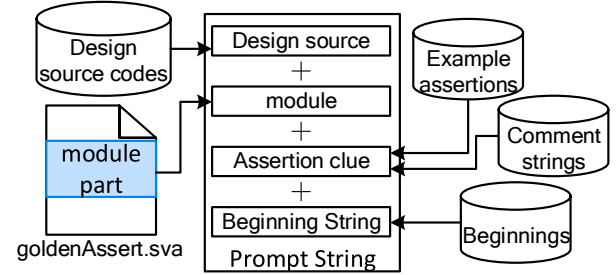 Design
source codes
module
part
goldenAssert.sva
Design source
+
module
+
Assertion clue
+
Beginning String
Prompt String
Example
assertions
Comment
strings
Beginnings